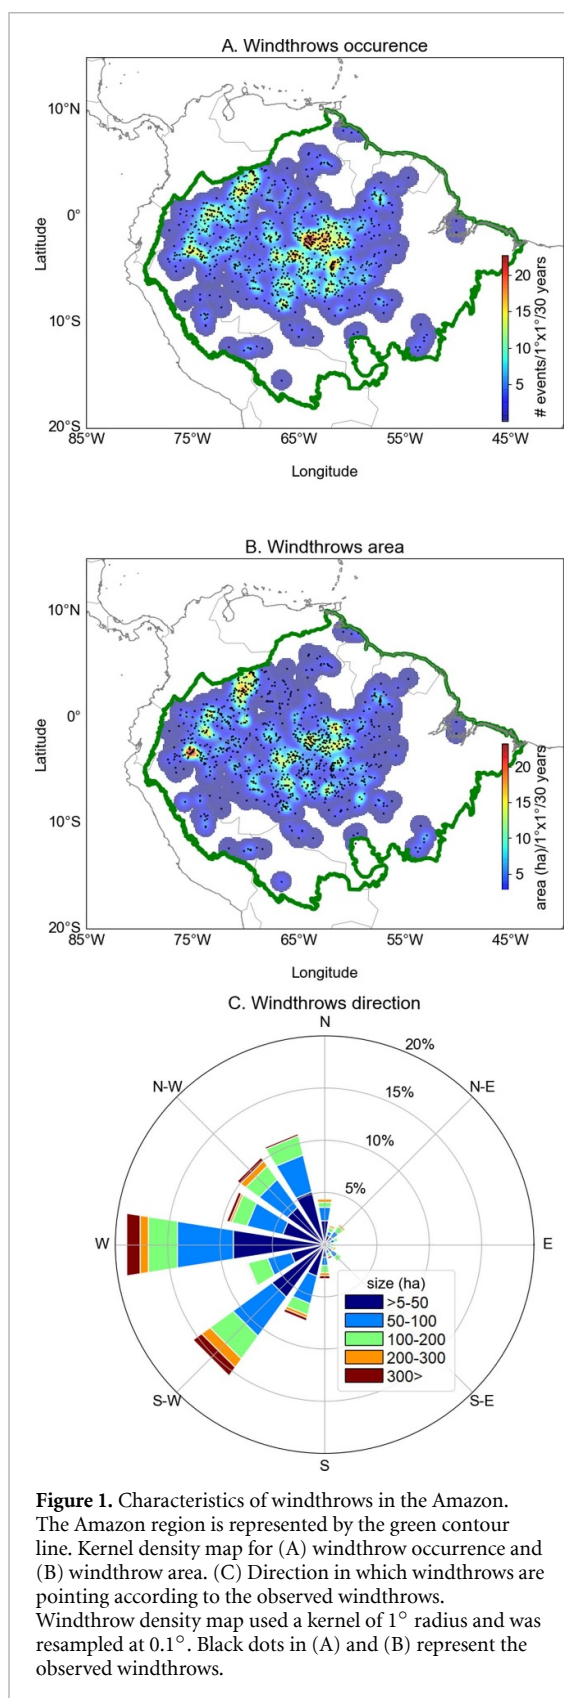 A. Windthrows occurence
10°N
0°
10°S
20°S
Latitude
85°W 75°W 65°W 55°W 45°W
Longitude
20
15
10
5
# events/1°x1°/30 years
B. Windthrows area
10°N
0°
10°S
20°S
Latitude
85°W 75°W 65°W 55°W 45°W
Longitude
20
15
10
5
area (ha)/1°x1°/30 years
C. Windthrows direction
N
20%
15%
10%
5%
N-W
N-E
W
E
S-W
S-E
S
size (ha)
>5-50
50-100
100-200
200-300
300>
Figure 1. Characteristics of windthrows in the Amazon.
The Amazon region is represented by the green contour
line. Kernel density map for (A) windthrow occurrence and
(B) windthrow area. (C) Direction in which windthrows are
pointing according to the observed windthrows.
Windthrow density map used a kernel of 1° radius and was
resampled at 0.1°. Black dots in (A) and (B) represent the
observed windthrows.